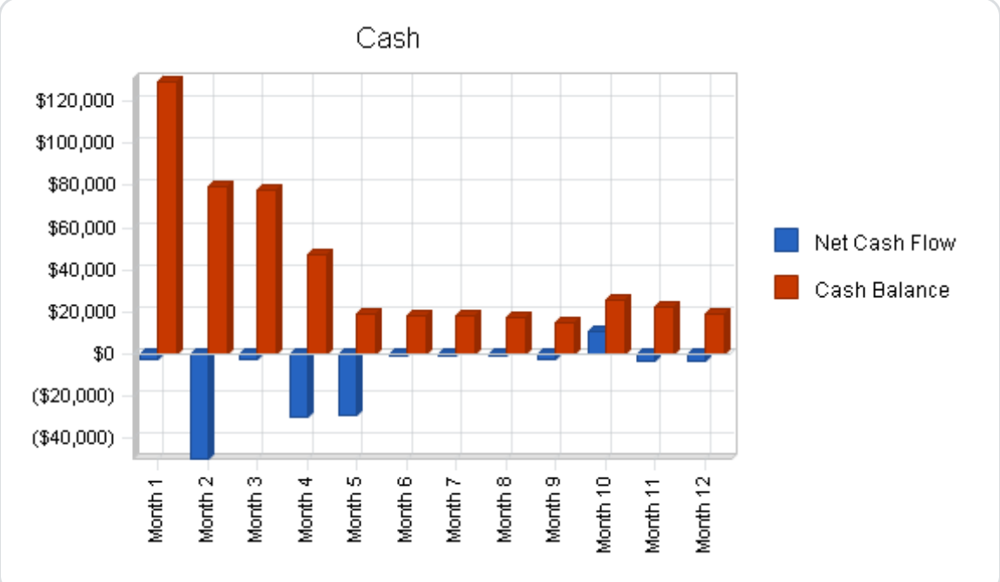 Cash
$120,000
$100,000
$80,000
$60,000
$40,000
$20,000
$0
($20,000)
($40,000)
Month 1
Month 2
Month 3
Month 4
Month 5
Month 6
Month 7
Month 8
Month 9
Month 10
Month 11
Month 12
Net Cash Flow
Cash Balance